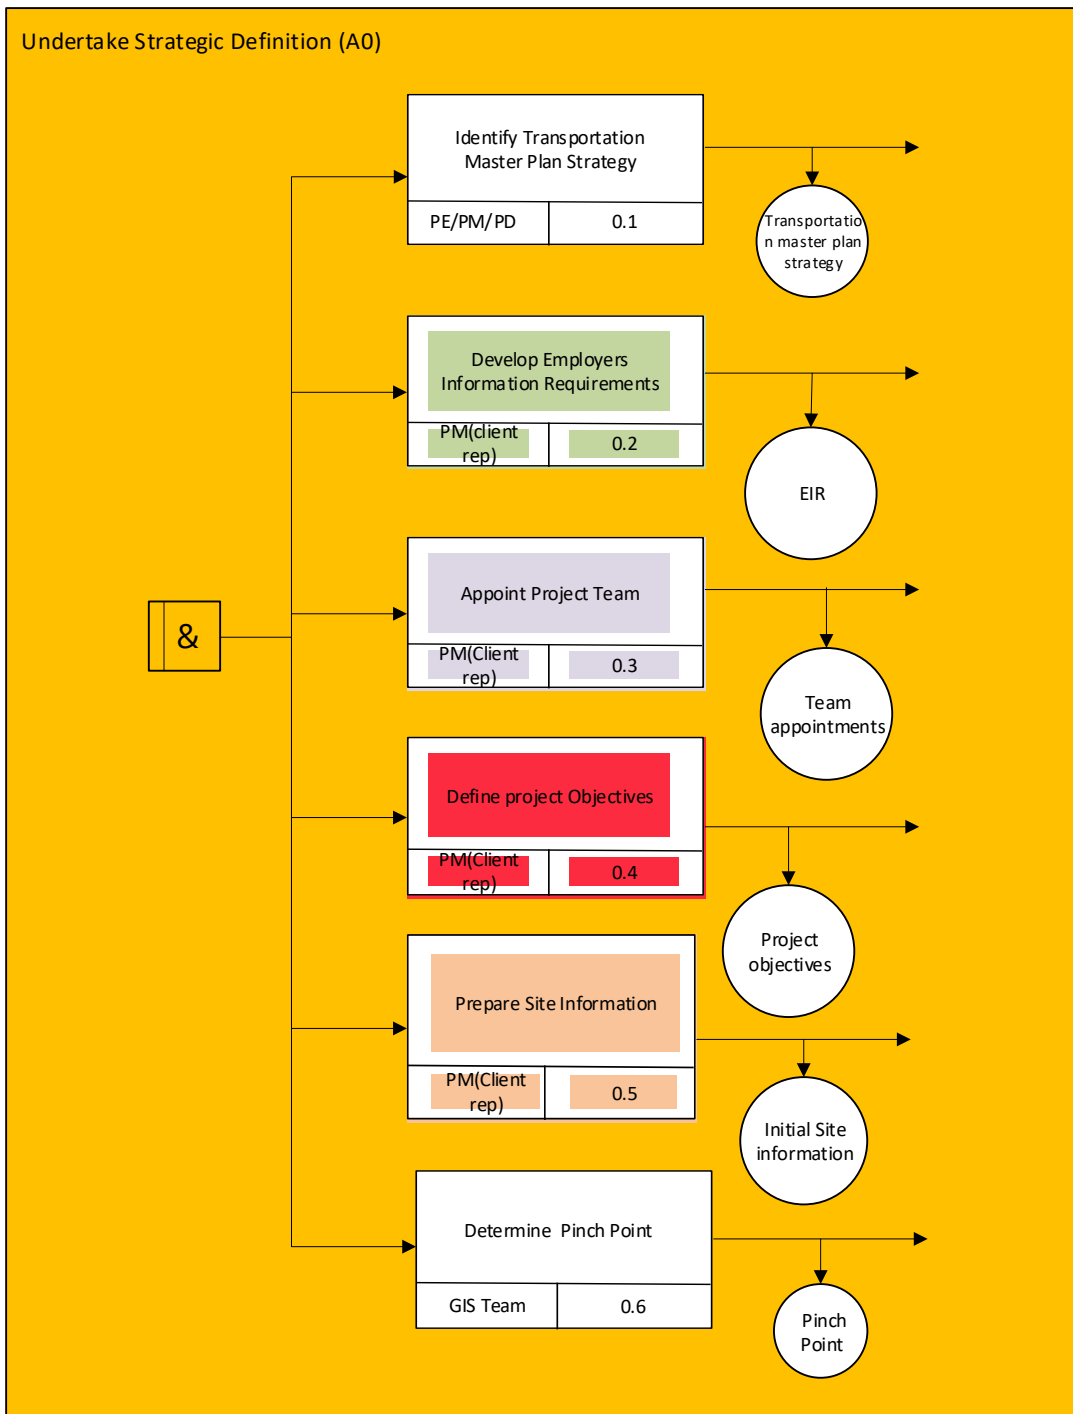 Undertake Strategic Definition (A0)
Identify Transportation
Master Plan Strategy
PE/PM/PD
0.1
Transportatio
n master plan
strategy
Develop Employers
Information Requirements
PM(client
rep)
0.2
EIR
Appoint Project Team
PM(Client
rep)
0.3
Team
appointments
&
Define project Objectives
PM(Client
rep)
0.4
Project
objectives
Prepare Site Information
PM(Client
rep)
0.5
Initial Site
information
Determine  Pinch Point
GIS Team
0.6
Pinch
Point